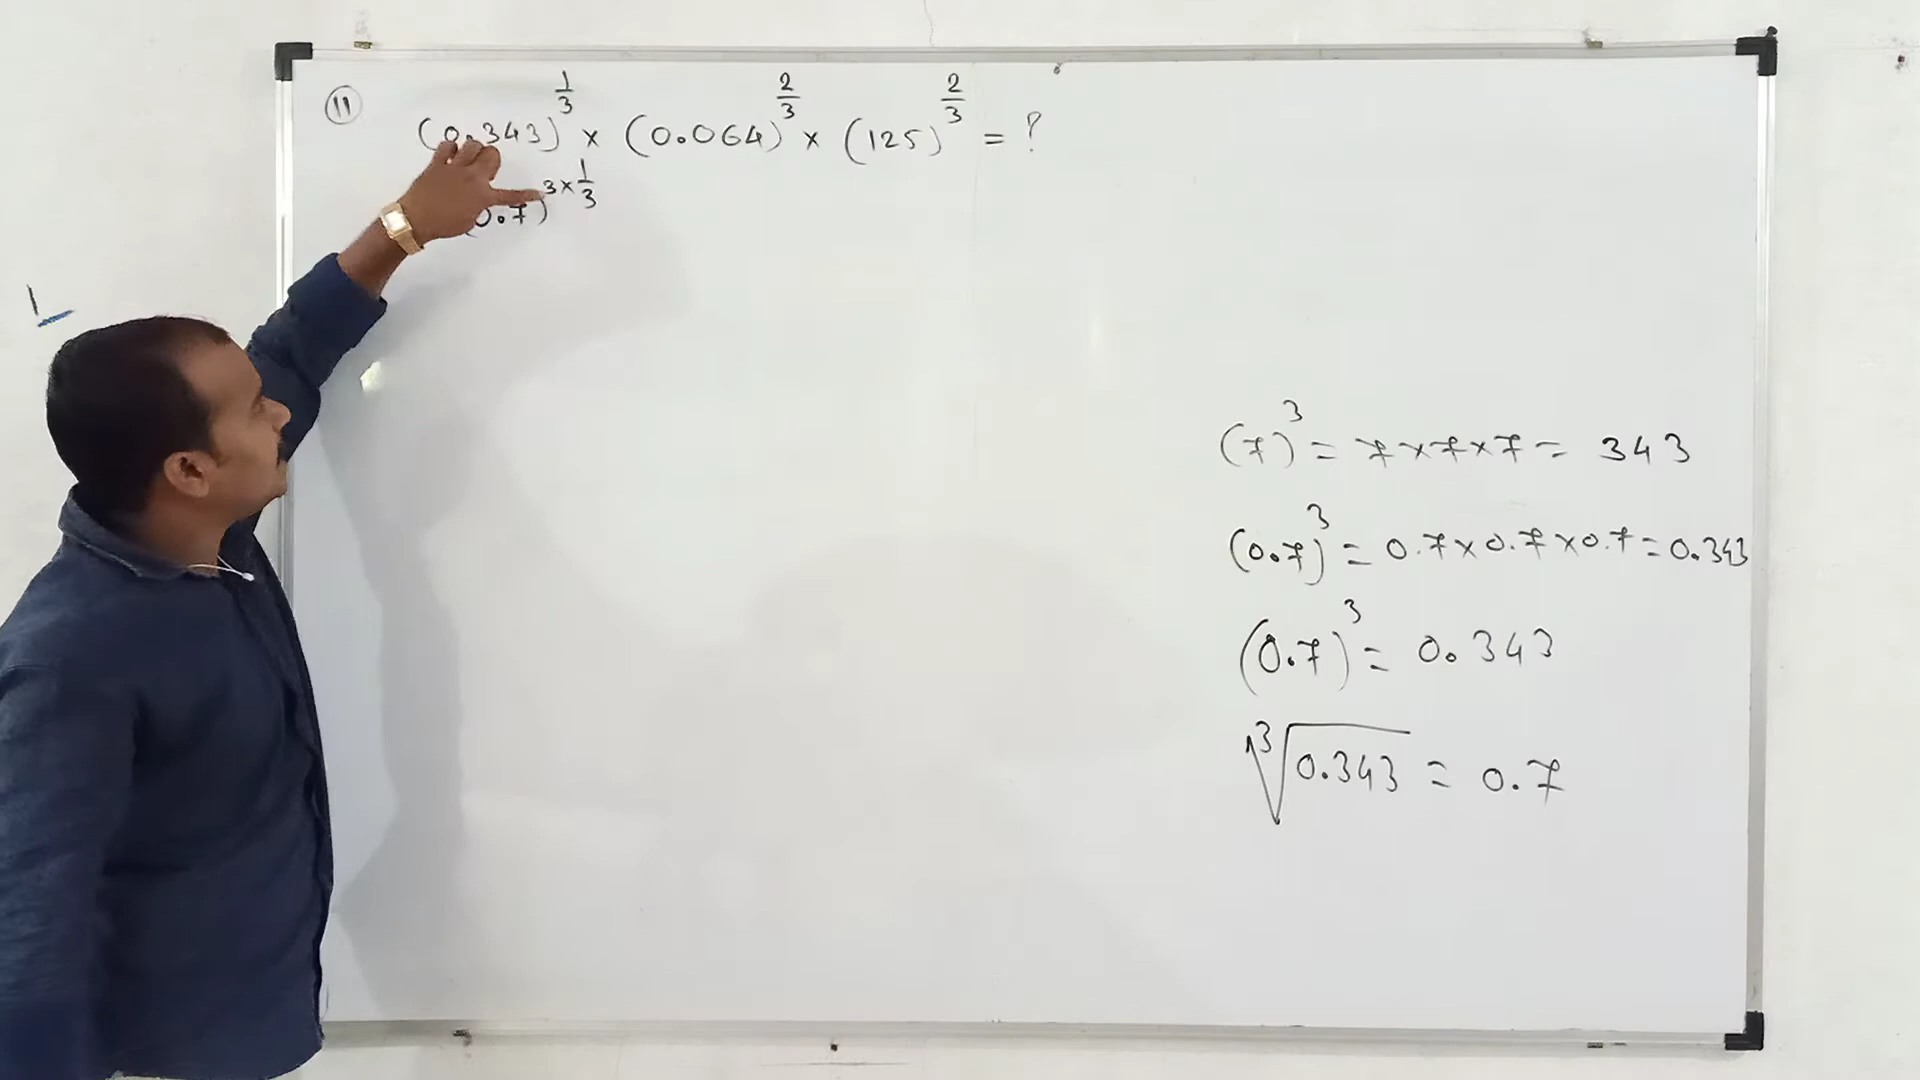 (11) (0.343)^(1/3) × (0.064)^(2/3) × (125)^(2/3) = ?
0.7)^(3×1/3)
(7)^3 = 7×7×7 = 343
(0.7)^3 = 0.7×0.7×0.7=0.343
(0.7)^3 = 0.343
∛0.343 = 0.7